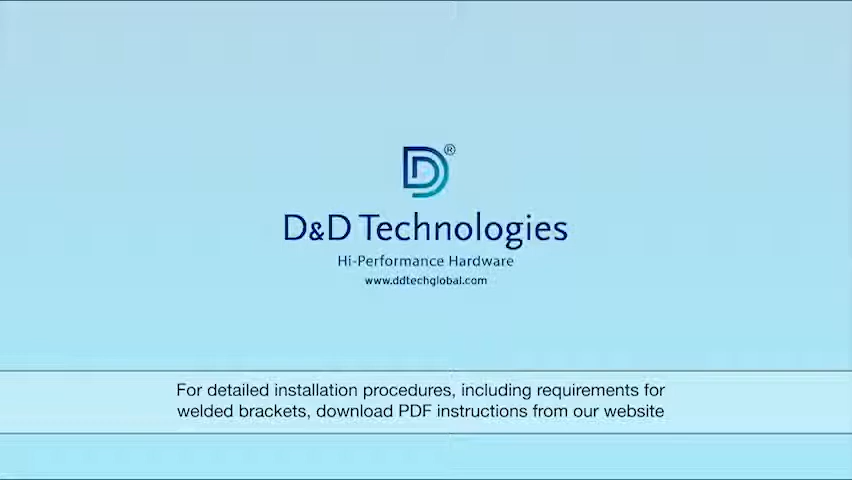 D®
D&D Technologies
Hi-Performance Hardware
www.ddtechglobal.com
For detailed installation procedures, including requirements for
welded brackets, download PDF instructions from our website